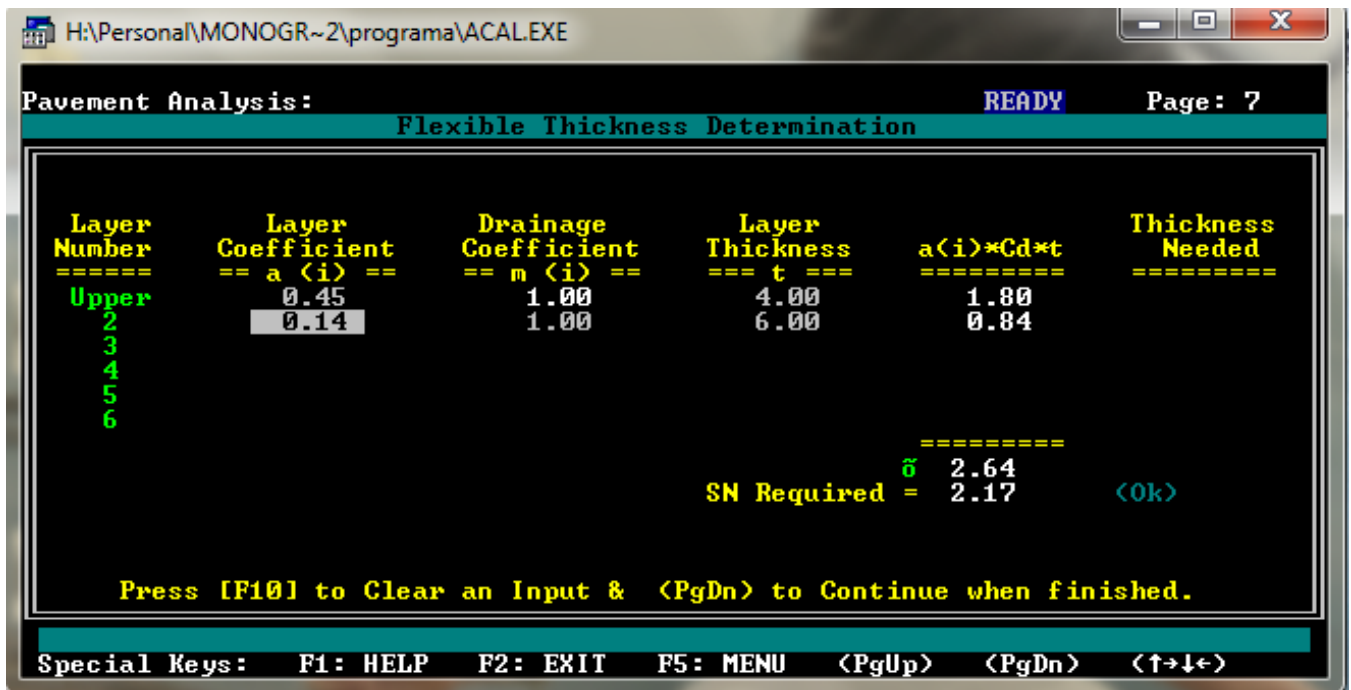 H:\Personal\MONOGR~2\programa\ACAL.EXE
Pavement Analysis: READY Page: 7
Flexible Thickness Determination
Layer Layer Drainage Layer Thickness
Number Coefficient Coefficient Thickness a(i)*Cd*t Needed
====== == a (i) == == m (i) == === t === ========= =========
Upper 0.45 1.00 4.00 1.80
2 0.14 1.00 6.00 0.84
3
4
5
6
=========
õ 2.64
SN Required = 2.17 <Ok>
Press [F10] to Clear an Input & <PgDn> to Continue when finished.
Special Keys: F1: HELP F2: EXIT F5: MENU <PgUp> <PgDn> <↑→↓←>